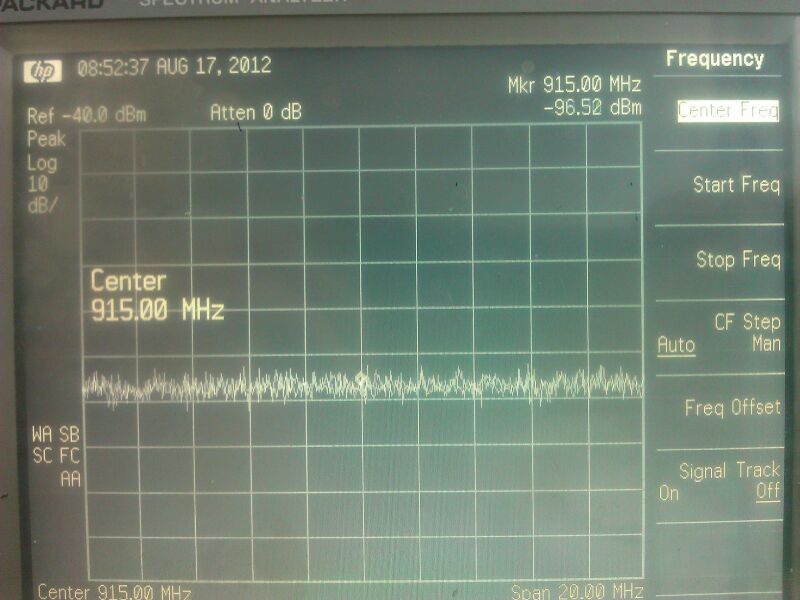 PACKARD SPECTRUM ANALYZER
hp 08:52:37 AUG 17, 2012
Mkr 915.00 MHz
Ref -40.0 dBm Atten 0 dB -96.52 dBm
Peak
Log
10
dB/
Center
915.00 MHz
WA SB
SC FC
AA
Center 915.00 MHz Span 20.00 MHz
Frequency
Center Freq
Start Freq
Stop Freq
CF Step
Auto Man
Freq Offset
Signal Track
On Off